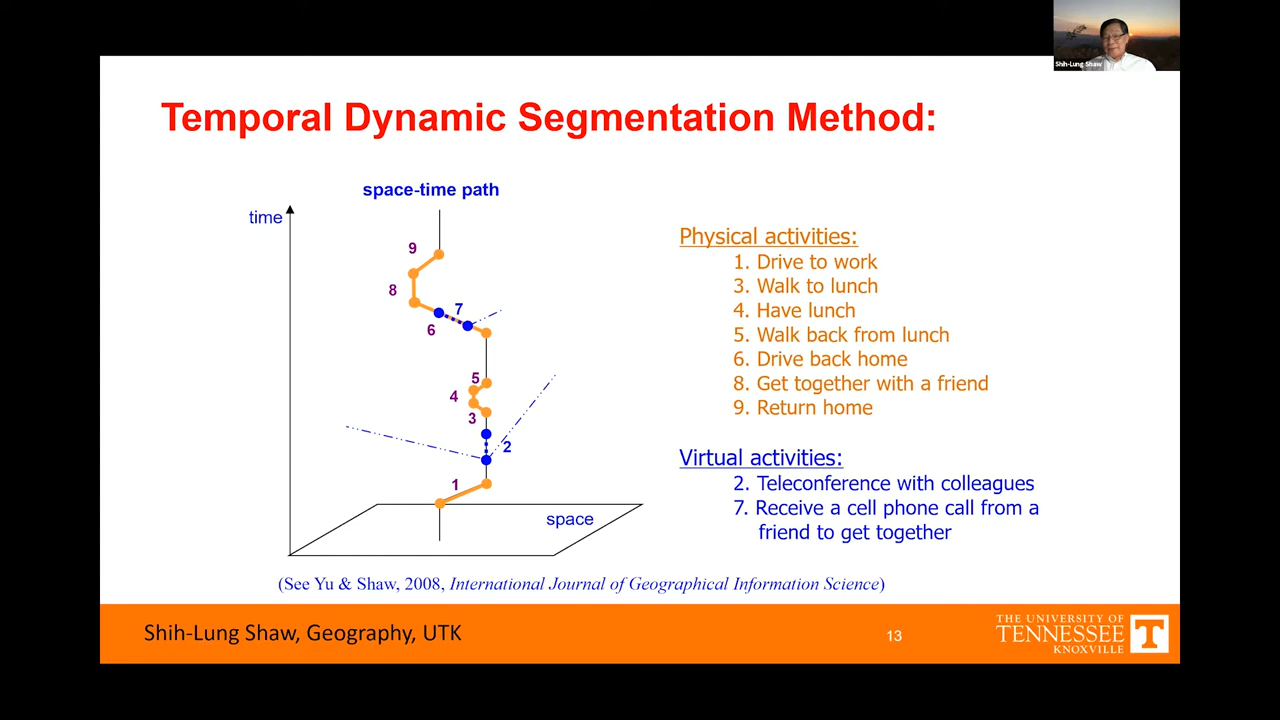 Shih-Lung Shaw
Temporal Dynamic Segmentation Method:
space-time path
time
9
8
7
6
5
4
3
2
1
space
Physical activities:
1. Drive to work
3. Walk to lunch
4. Have lunch
5. Walk back from lunch
6. Drive back home
8. Get together with a friend
9. Return home
Virtual activities:
2. Teleconference with colleagues
7. Receive a cell phone call from a
friend to get together
(See Yu & Shaw, 2008, International Journal of Geographical Information Science)
Shih-Lung Shaw, Geography, UTK
13
THE UNIVERSITY OF
TENNESSEE
KNOXVILLE
T